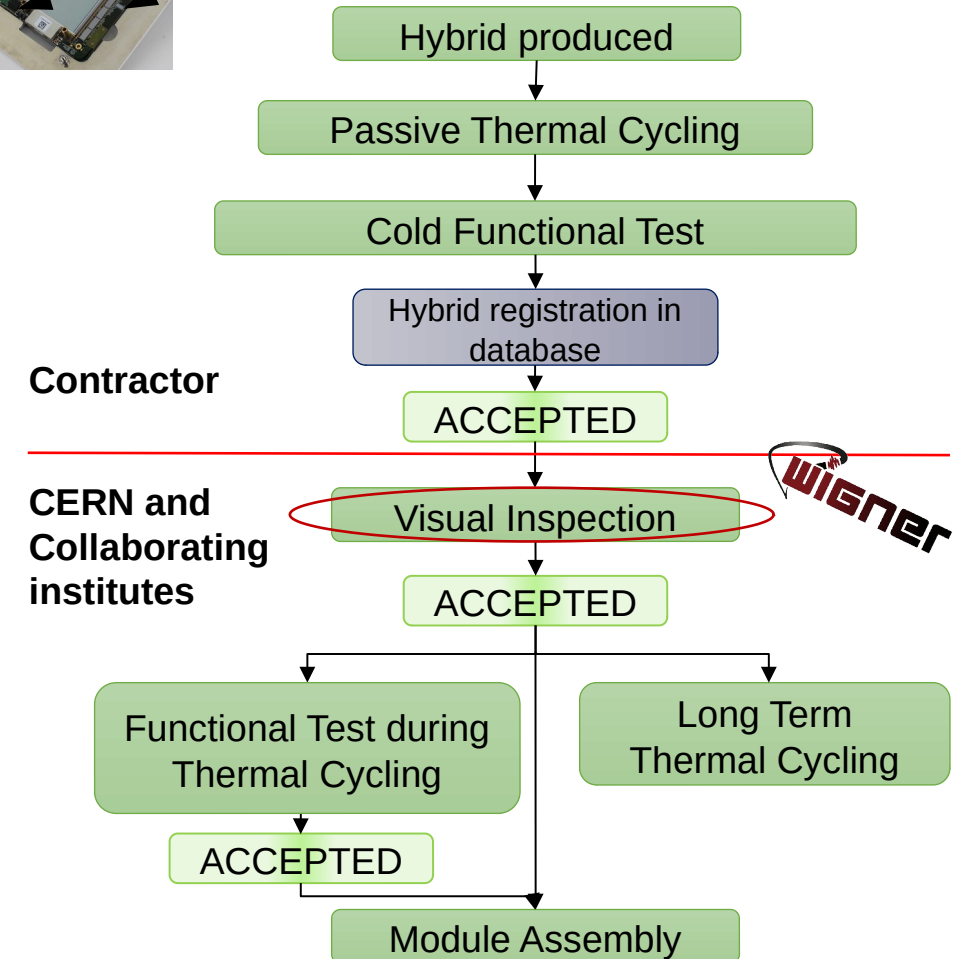 Hybrid produced
Passive Thermal Cycling
Cold Functional Test
Hybrid registration in
database
Contractor
ACCEPTED
wigner
CERN and
Collaborating
institutes
Visual Inspection
ACCEPTED
Functional Test during
Thermal Cycling
Long Term
Thermal Cycling
ACCEPTED
Module Assembly